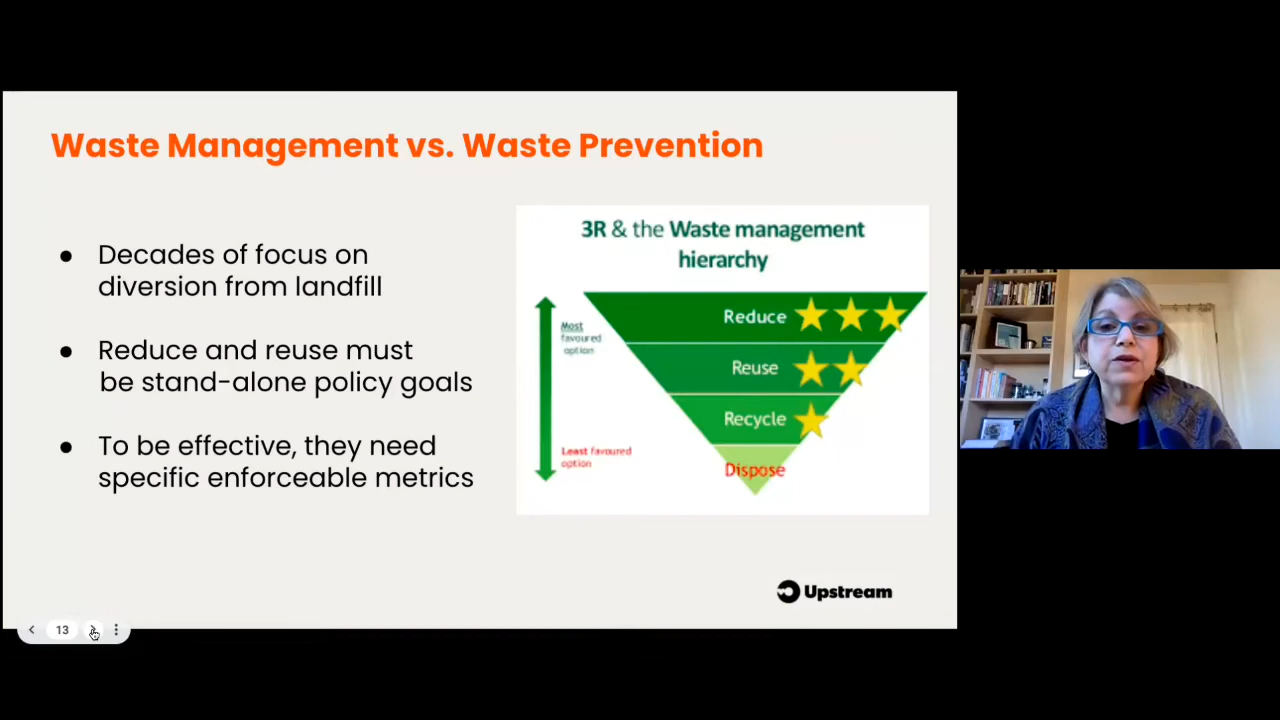 Waste Management vs. Waste Prevention
● Decades of focus on
diversion from landfill
● Reduce and reuse must
be stand-alone policy goals
● To be effective, they need
specific enforceable metrics
3R & the Waste management
hierarchy
Most
favoured
option
Reduce
Reuse
Recycle
Least favoured
option
Dispose
Upstream
13